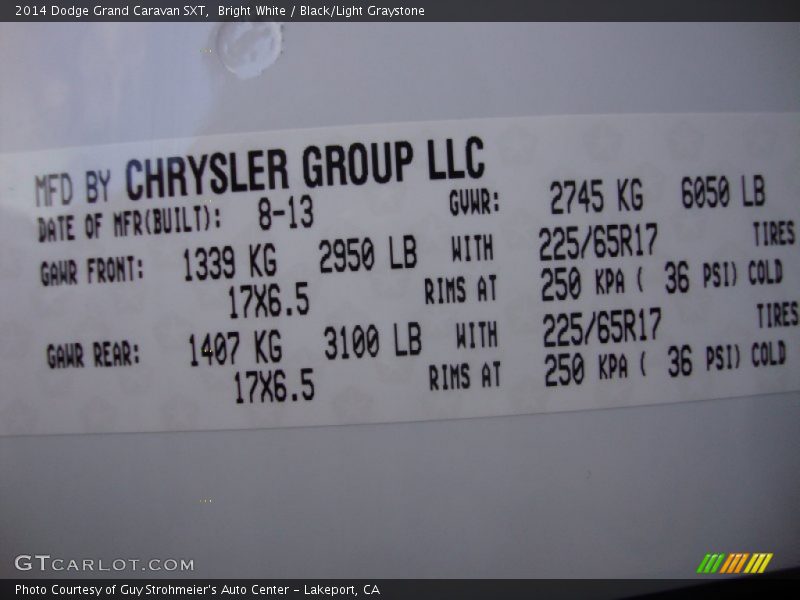 2014 Dodge Grand Caravan SXT,  Bright White / Black/Light Graystone
MFD BY CHRYSLER GROUP LLC
DATE OF MFR(BUILT): 8-13 GVWR: 2745 KG 6050 LB
GAWR FRONT: 1339 KG 2950 LB WITH 225/65R17 TIRES
17X6.5 RIMS AT 250 KPA ( 36 PSI) COLD
GAWR REAR: 1407 KG 3100 LB WITH 225/65R17 TIRES
17X6.5 RIMS AT 250 KPA ( 36 PSI) COLD
GTCARLOT.COM
Photo Courtesy of Guy Strohmeier's Auto Center - Lakeport, CA